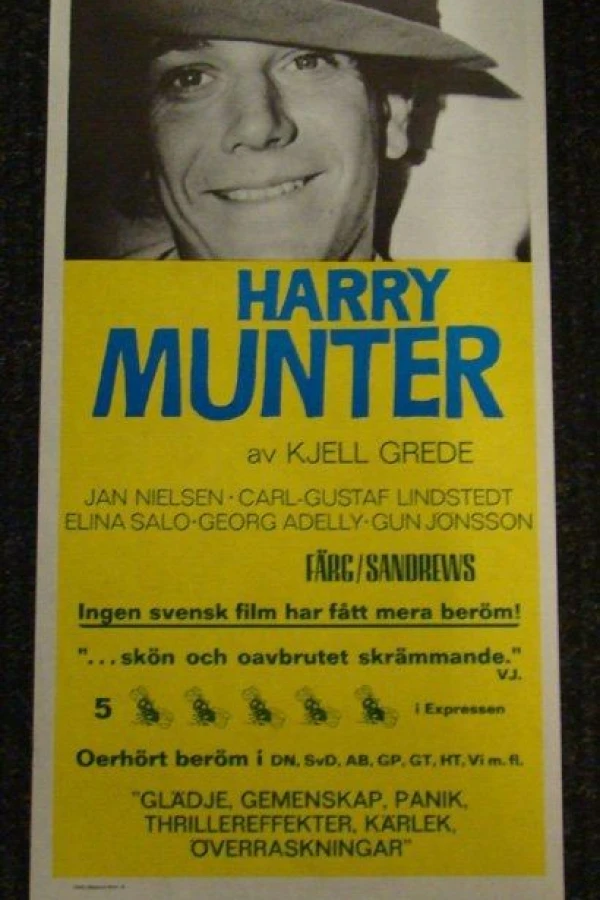 HARRY
MUNTER
av KJELL GREDE
JAN NIELSEN · CARL-GUSTAF LINDSTEDT
ELINA SALO · GEORG ADELLY · GUN JÖNSSON
FÄRG/SANDREWS
Ingen svensk film har fått mera beröm!
"...skön och oavbrutet skrämmande."
VJ.
5 i Expressen
Oerhört beröm i DN, SvD, AB, GP, GT, HT, Vi m. fl.
"GLÄDJE, GEMENSKAP, PANIK,
THRILLEREFFEKTER, KÄRLEK,
ÖVERRASKNINGAR"